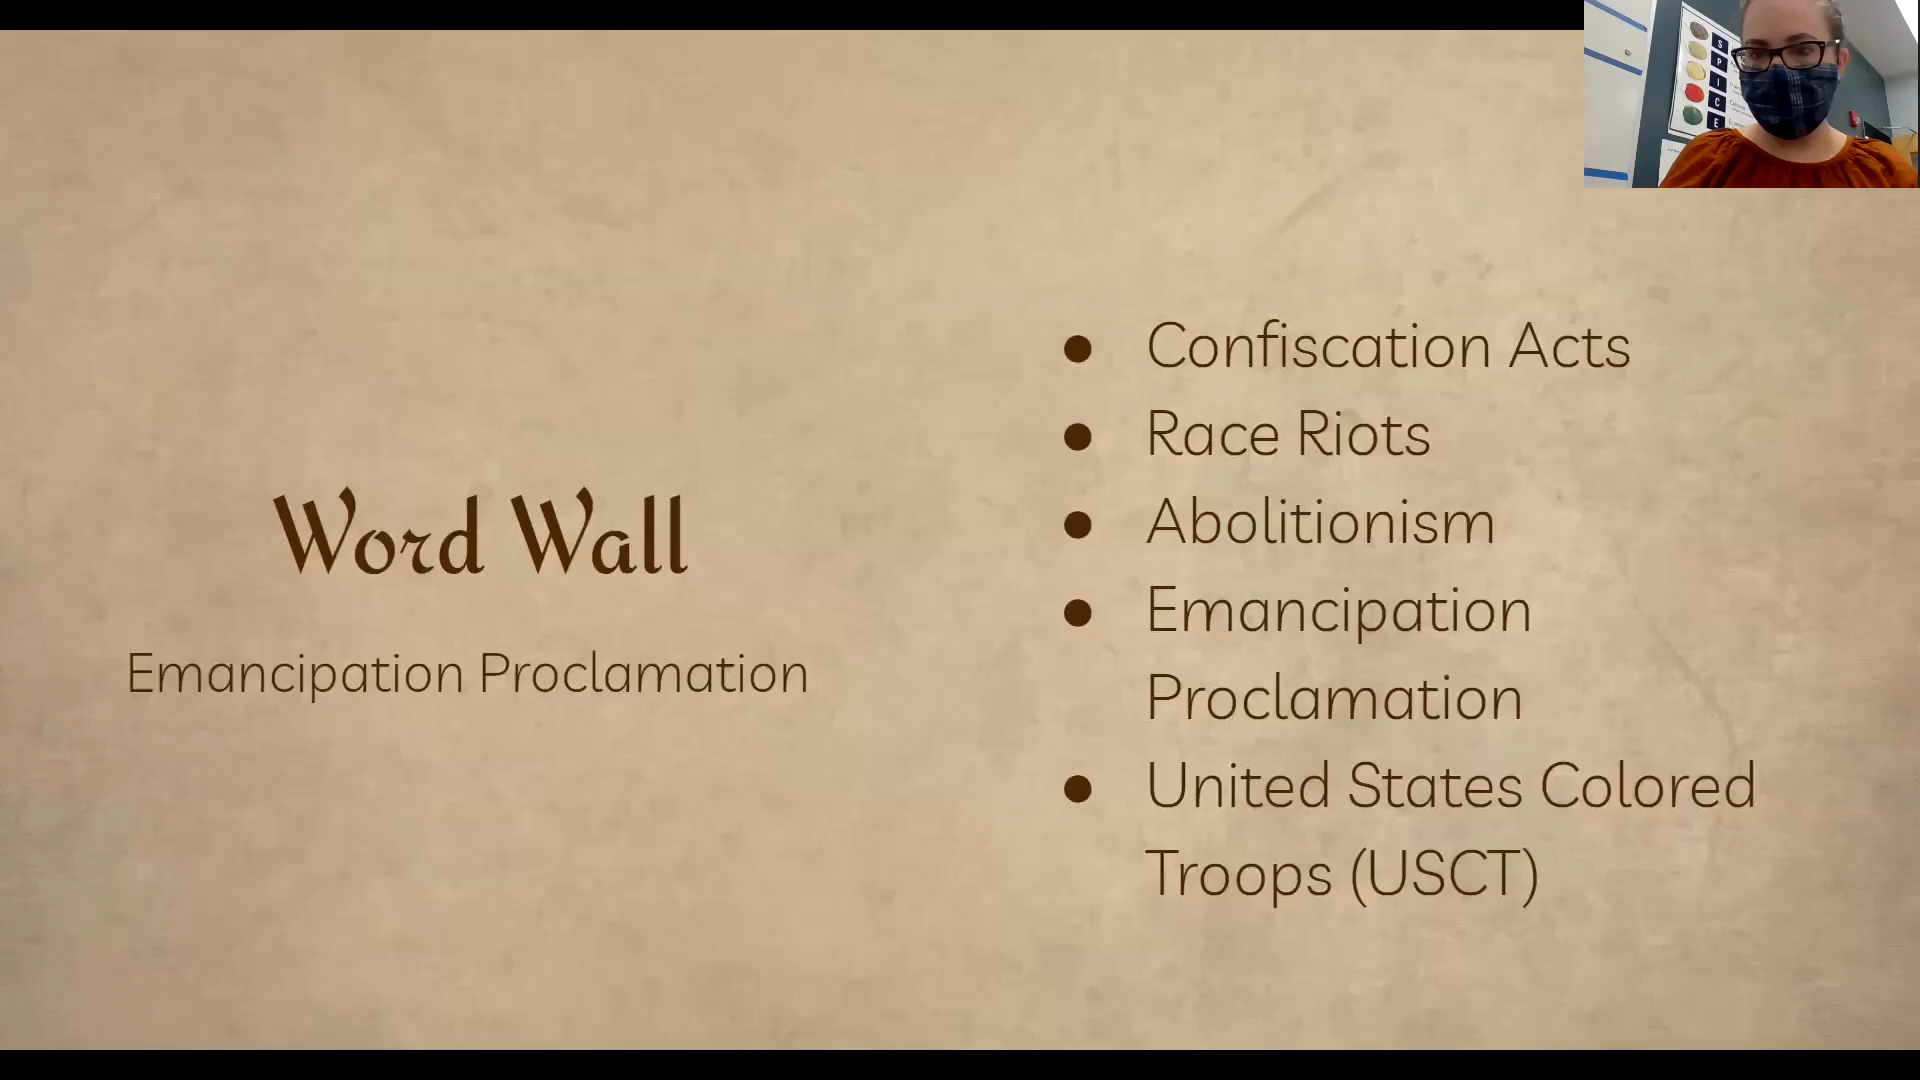 Word Wall
Emancipation Proclamation
● Confiscation Acts
● Race Riots
● Abolitionism
● Emancipation
Proclamation
● United States Colored
Troops (USCT)
S
P
I
C
E